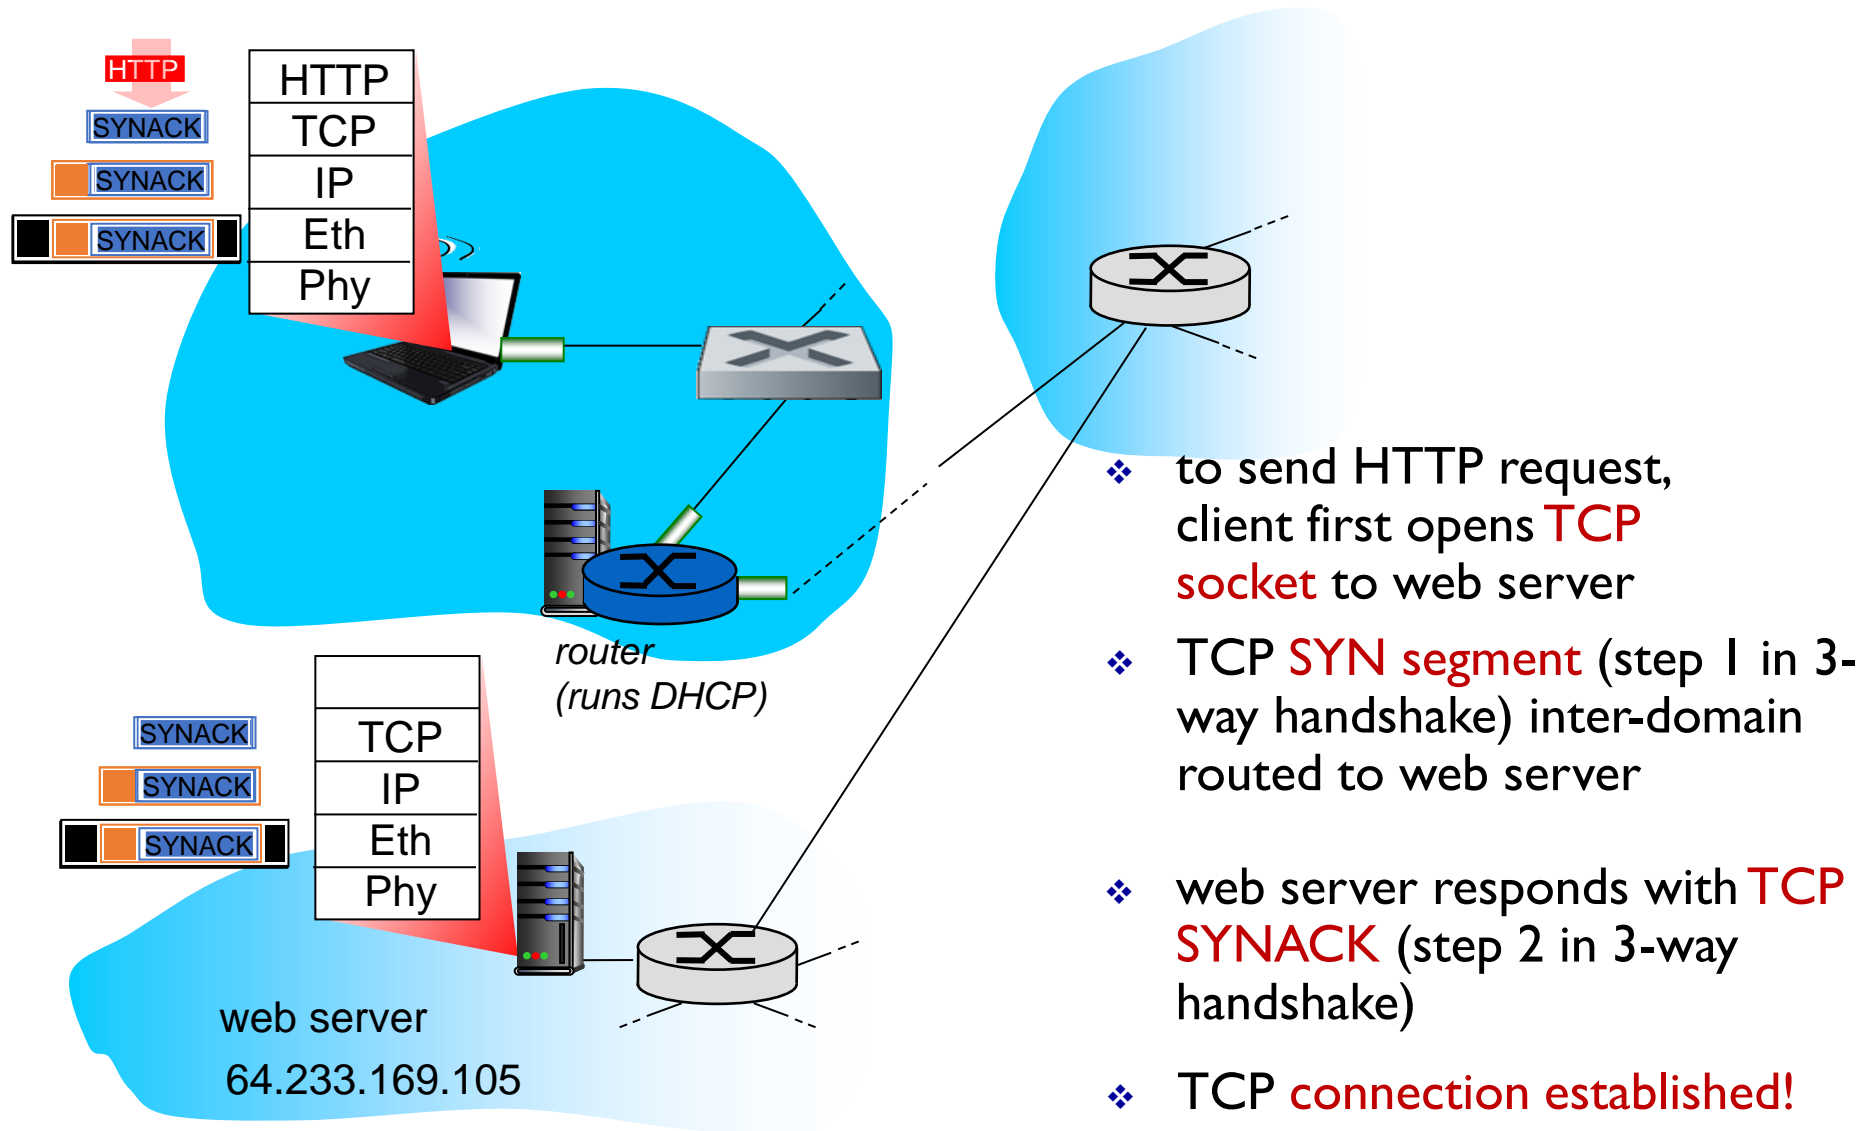 HTTP
SYNACK
SYNACK
SYNACK
HTTP
TCP
IP
Eth
Phy
router
(runs DHCP)
SYNACK
SYNACK
SYNACK
TCP
IP
Eth
Phy
web server
64.233.169.105
❖ to send HTTP request,
client first opens TCP
socket to web server
❖ TCP SYN segment (step 1 in 3-
way handshake) inter-domain
routed to web server
❖ web server responds with TCP
SYNACK (step 2 in 3-way
handshake)
❖ TCP connection established!